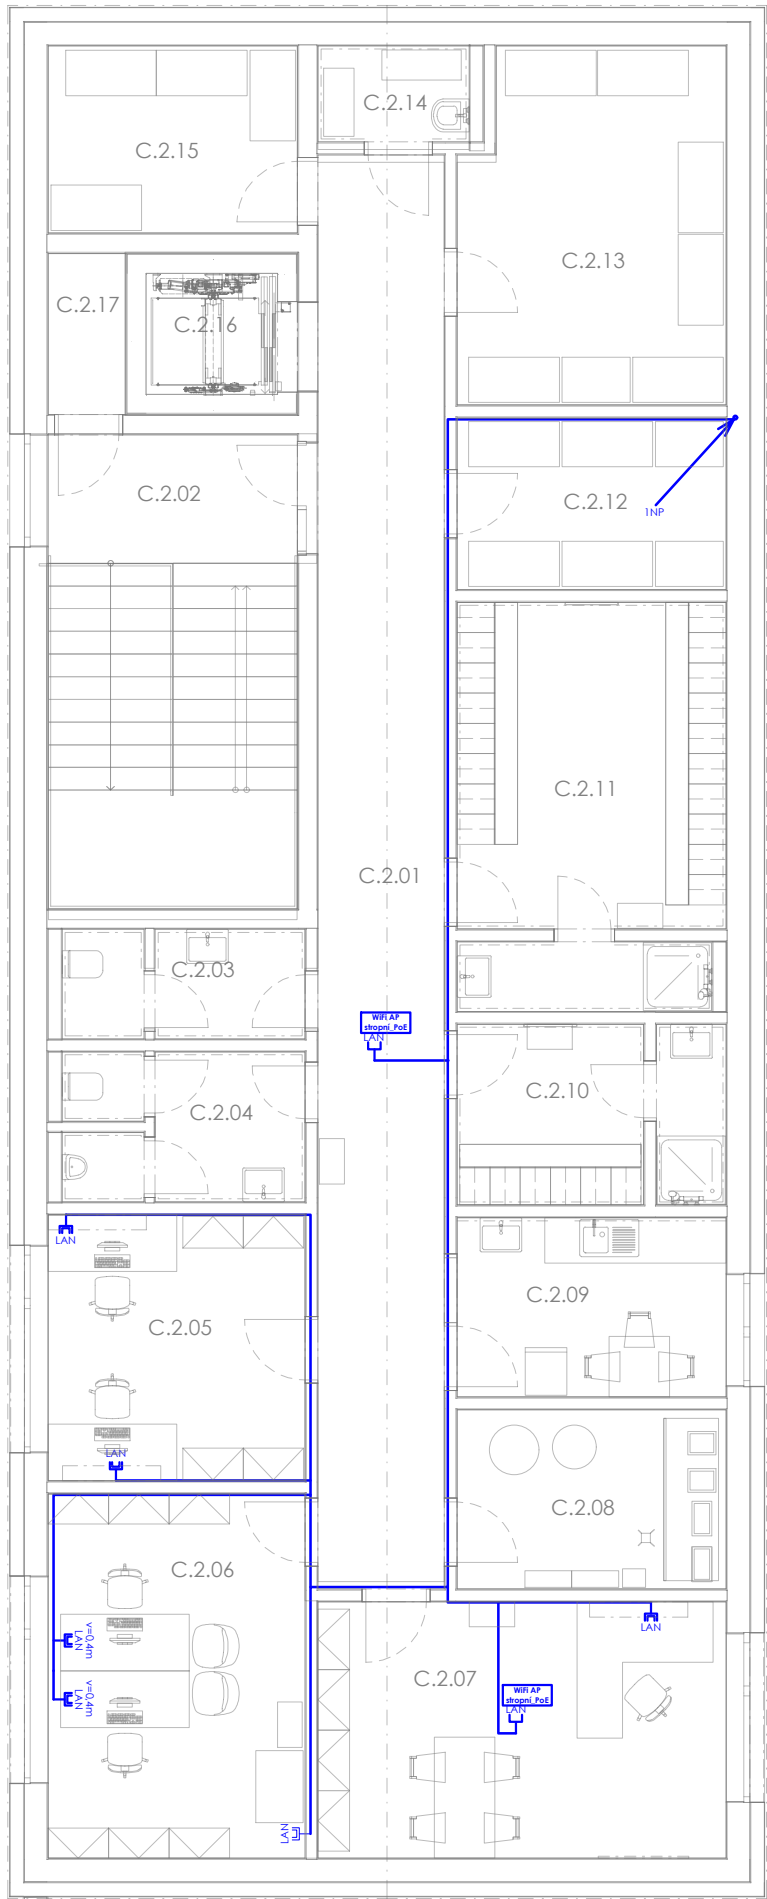 C.2.14
C.2.15
C.2.13
C.2.17
C.2.16
C.2.02
C.2.12
1NP
C.2.11
C.2.01
C.2.03
WiFi AP
stropní_PoE
LAN
C.2.10
C.2.04
LAN
C.2.09
C.2.05
LAN
C.2.08
C.2.06
v=0,4m
LAN
LAN
C.2.07
v=0,4m
LAN
WiFi AP
stropní_PoE
LAN
LAN